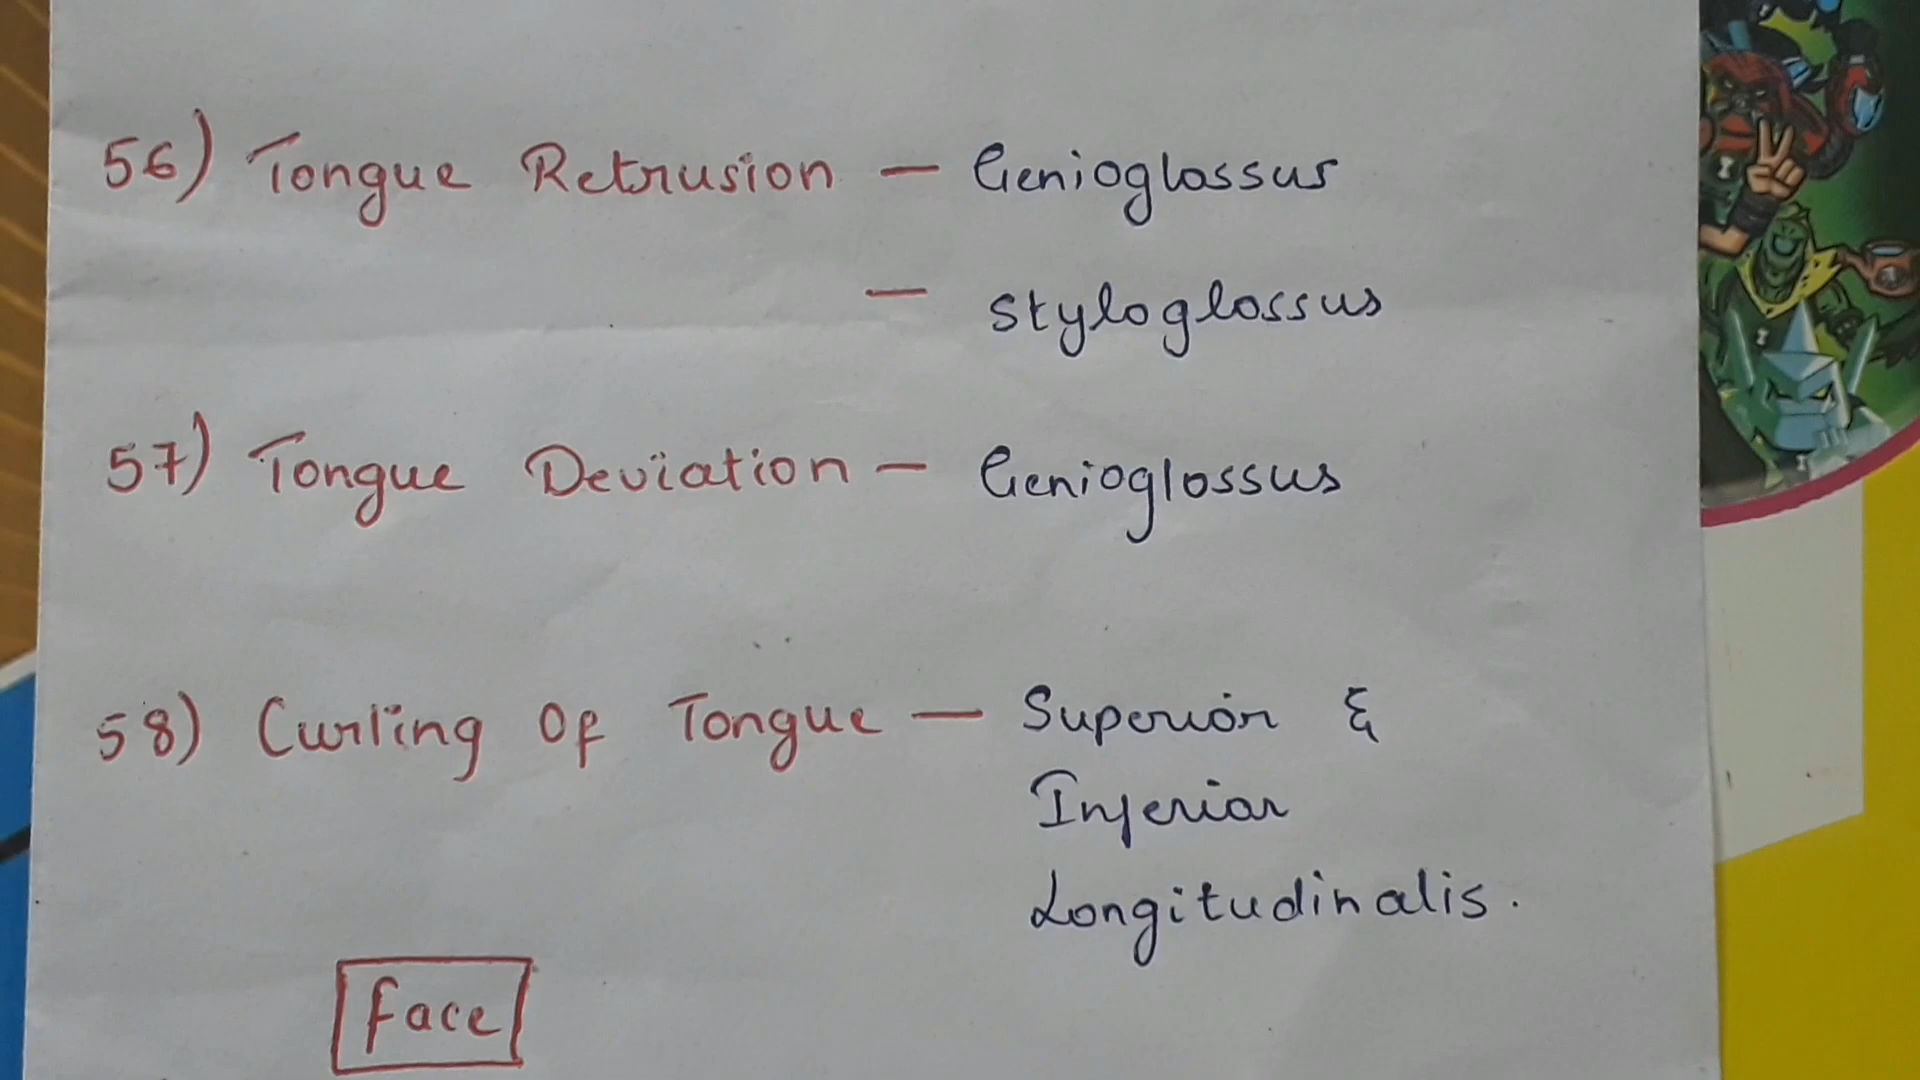 56) Tongue Retrusion — Genioglossus
— Styloglossus
57) Tongue Deviation — Genioglossus
58) Curling Of Tongue — Superior &
Inferior
Longitudinalis.
Face